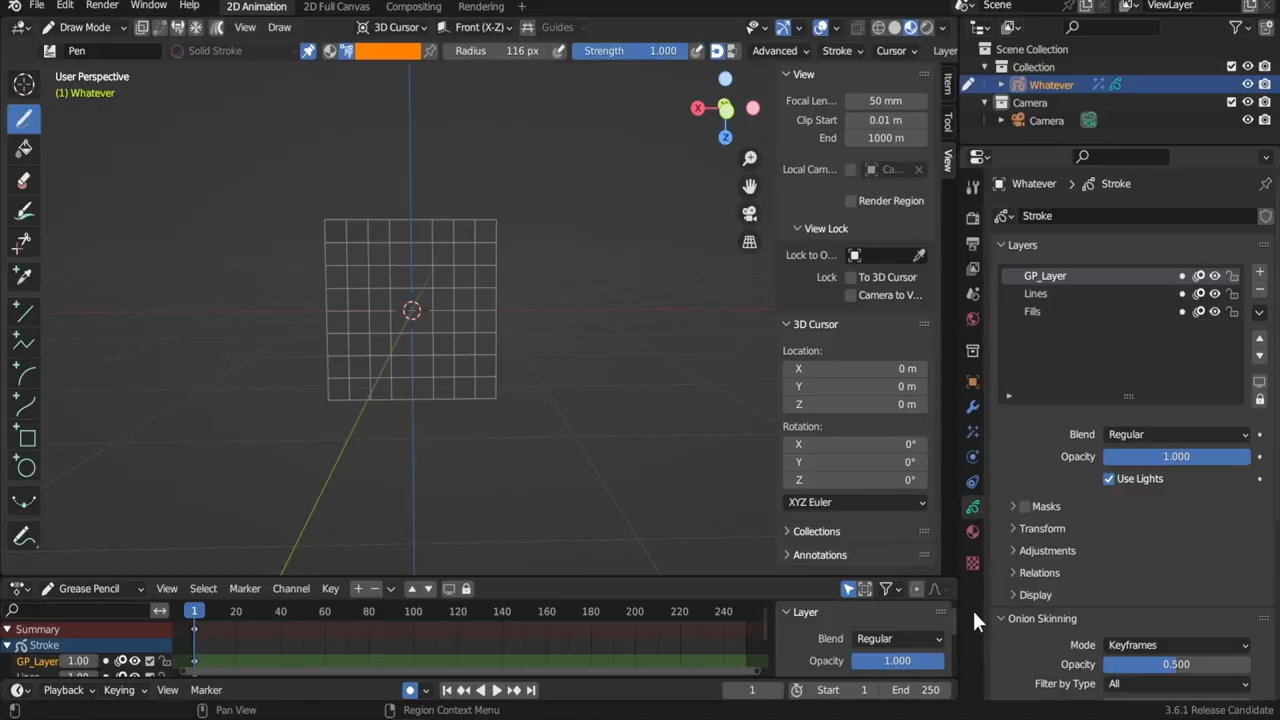 File Edit Render Window Help 2D Animation 2D Full Canvas Compositing Rendering + Scene ViewLayer
Draw Mode View Draw 3D Cursor Front (X-Z) Guides
Pen Solid Stroke Radius 116 px Strength 1.000 Advanced Stroke Cursor Layer
User Perspective
(1) Whatever
X
Z
View
Focal Len... 50 mm
Clip Start 0.01 m
End 1000 m
Local Cam... Ca...
Render Region
View Lock
Lock to O...
Lock To 3D Cursor
Camera to V...
3D Cursor
Location:
X 0 m
Y 0 m
Z 0 m
Rotation:
X 0°
Y 0°
Z 0°
XYZ Euler
Collections
Annotations
Item
Tool
View
Scene Collection
Collection
Whatever
Camera
Camera
Whatever > Stroke
Stroke
Layers
GP_Layer
Lines
Fills
Blend Regular
Opacity 1.000
Use Lights
Masks
Transform
Adjustments
Relations
Display
Onion Skinning
Mode Keyframes
Opacity 0.500
Filter by Type All
Grease Pencil View Select Marker Channel Key
1 20 40 60 80 100 120 140 160 180 200 220 240
Summary
Stroke
GP_Layer 1.00
Layer
Blend Regular
Opacity 1.000
Playback Keying View Marker 1 Start 1 End 250
Pan View Region Context Menu 3.6.1 Release Candidate